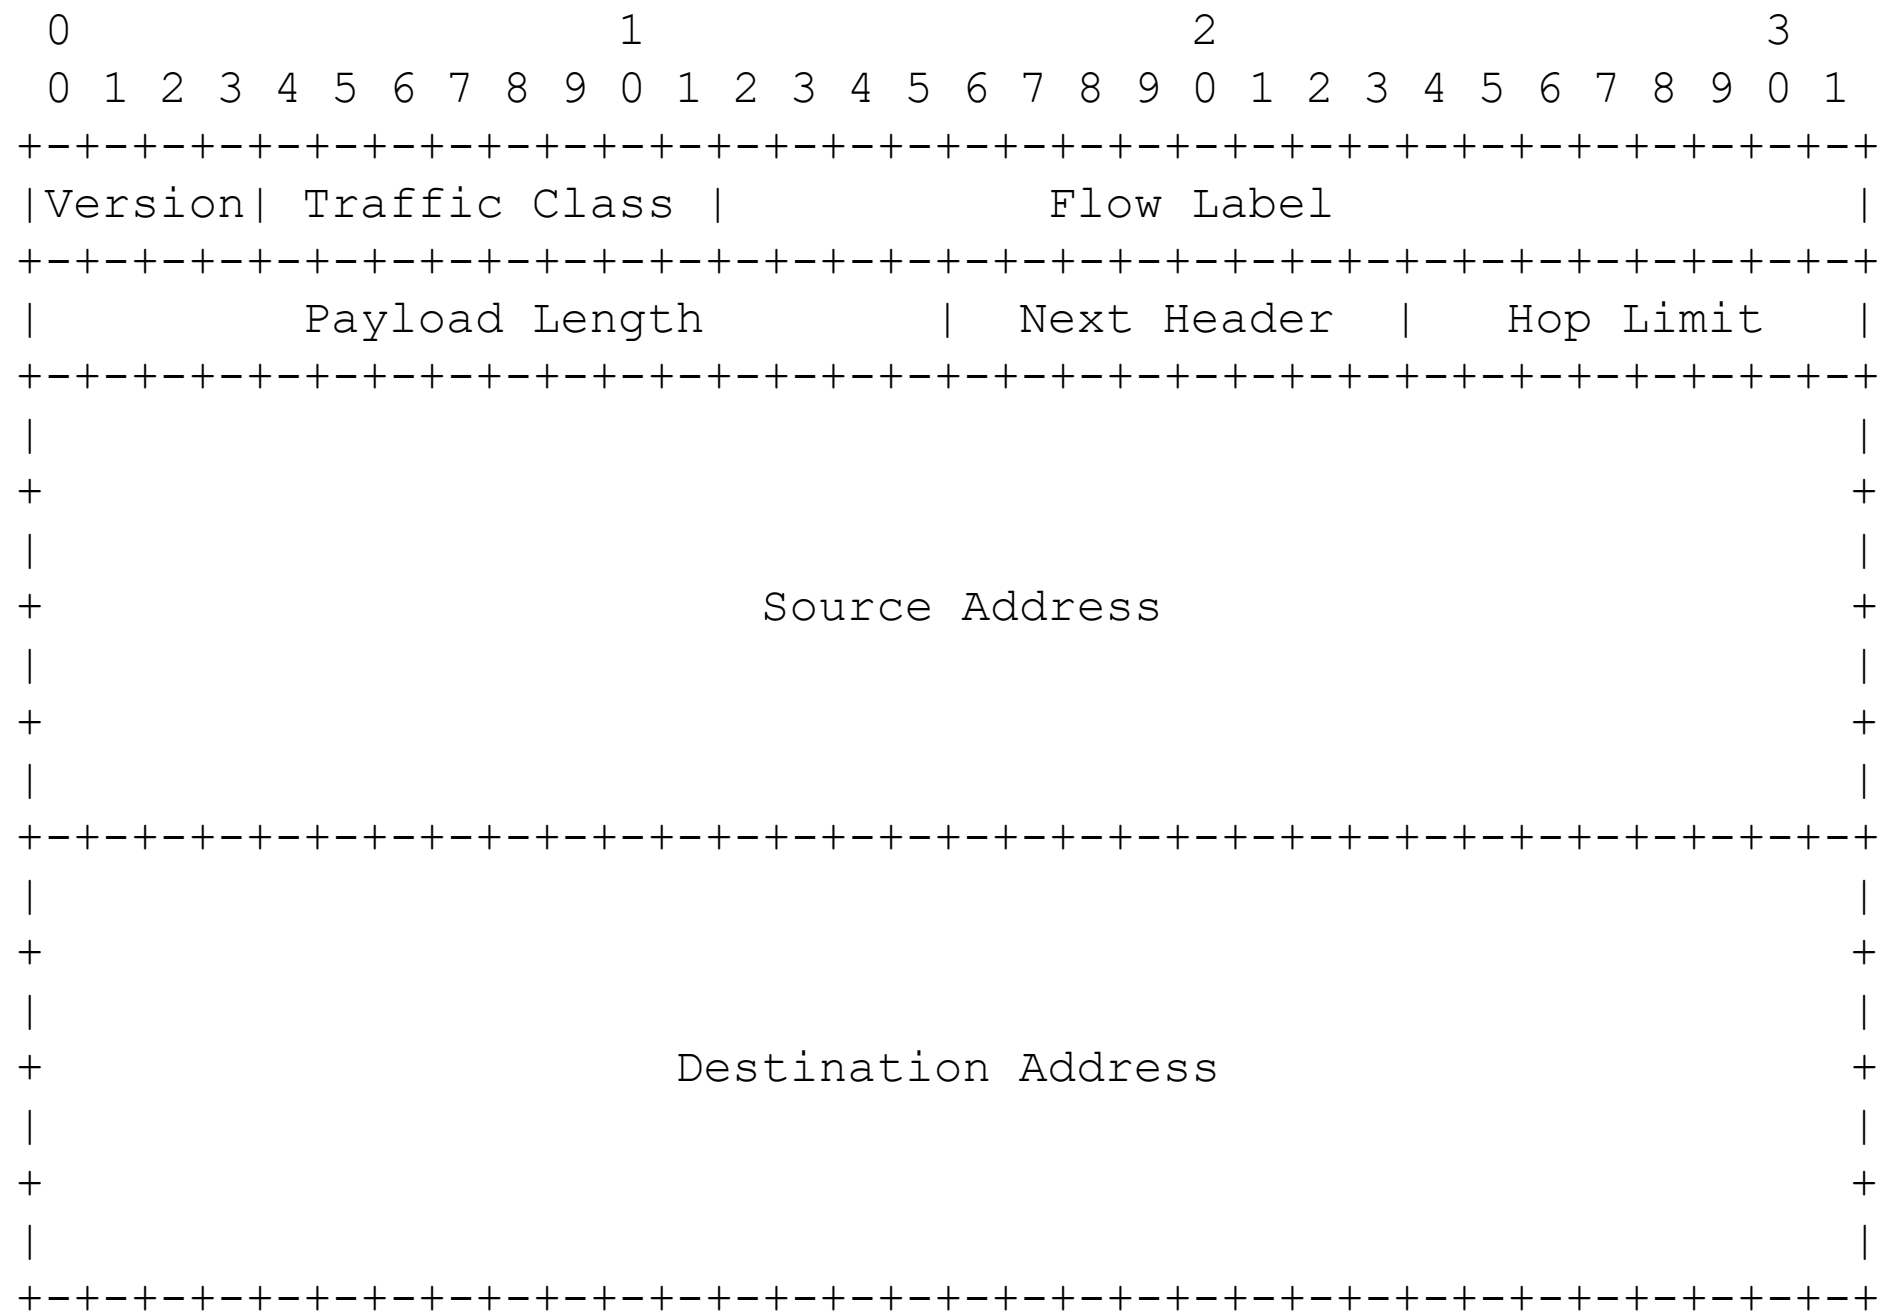 0                   1                   2                   3
 0 1 2 3 4 5 6 7 8 9 0 1 2 3 4 5 6 7 8 9 0 1 2 3 4 5 6 7 8 9 0 1
+-+-+-+-+-+-+-+-+-+-+-+-+-+-+-+-+-+-+-+-+-+-+-+-+-+-+-+-+-+-+-+-+
|Version| Traffic Class |           Flow Label                  |
+-+-+-+-+-+-+-+-+-+-+-+-+-+-+-+-+-+-+-+-+-+-+-+-+-+-+-+-+-+-+-+-+
|         Payload Length        |  Next Header  |   Hop Limit   |
+-+-+-+-+-+-+-+-+-+-+-+-+-+-+-+-+-+-+-+-+-+-+-+-+-+-+-+-+-+-+-+-+
|                                                               |
+                                                               +
|                                                               |
+                         Source Address                        +
|                                                               |
+                                                               +
|                                                               |
+-+-+-+-+-+-+-+-+-+-+-+-+-+-+-+-+-+-+-+-+-+-+-+-+-+-+-+-+-+-+-+-+
|                                                               |
+                                                               +
|                                                               |
+                      Destination Address                      +
|                                                               |
+                                                               +
|                                                               |
+-+-+-+-+-+-+-+-+-+-+-+-+-+-+-+-+-+-+-+-+-+-+-+-+-+-+-+-+-+-+-+-+